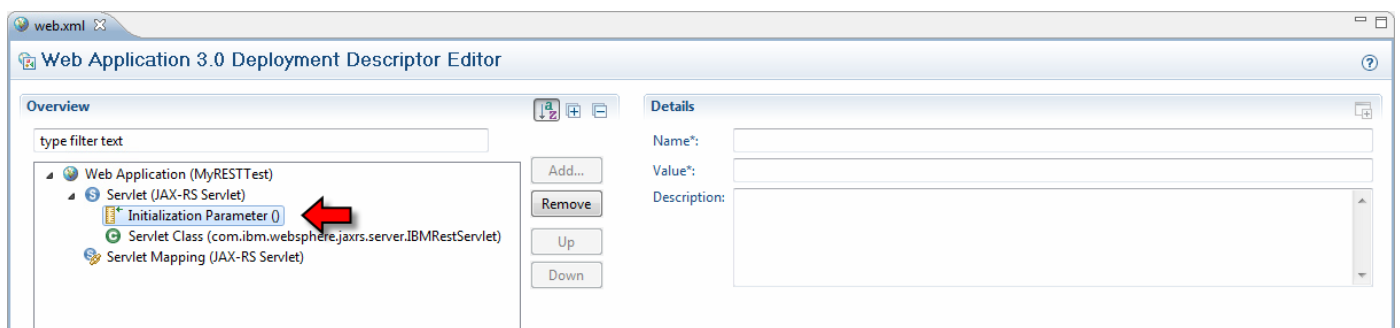 web.xml
Web Application 3.0 Deployment Descriptor Editor
Overview
type filter text
Web Application (MyRESTTest)
Servlet (JAX-RS Servlet)
Initialization Parameter ()
Servlet Class (com.ibm.websphere.jaxrs.server.IBMRestServlet)
Servlet Mapping (JAX-RS Servlet)
Add...
Remove
Up
Down
Details
Name*:
Value*:
Description: